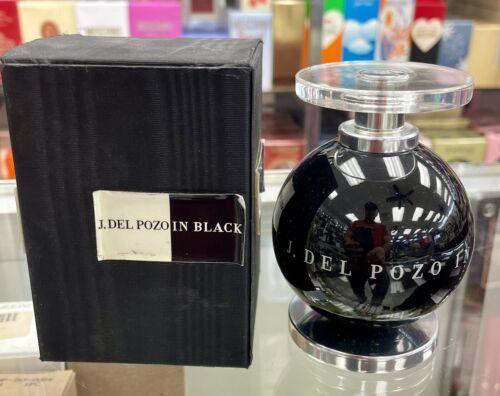 J. DEL POZO IN BLACK
J. DEL POZO